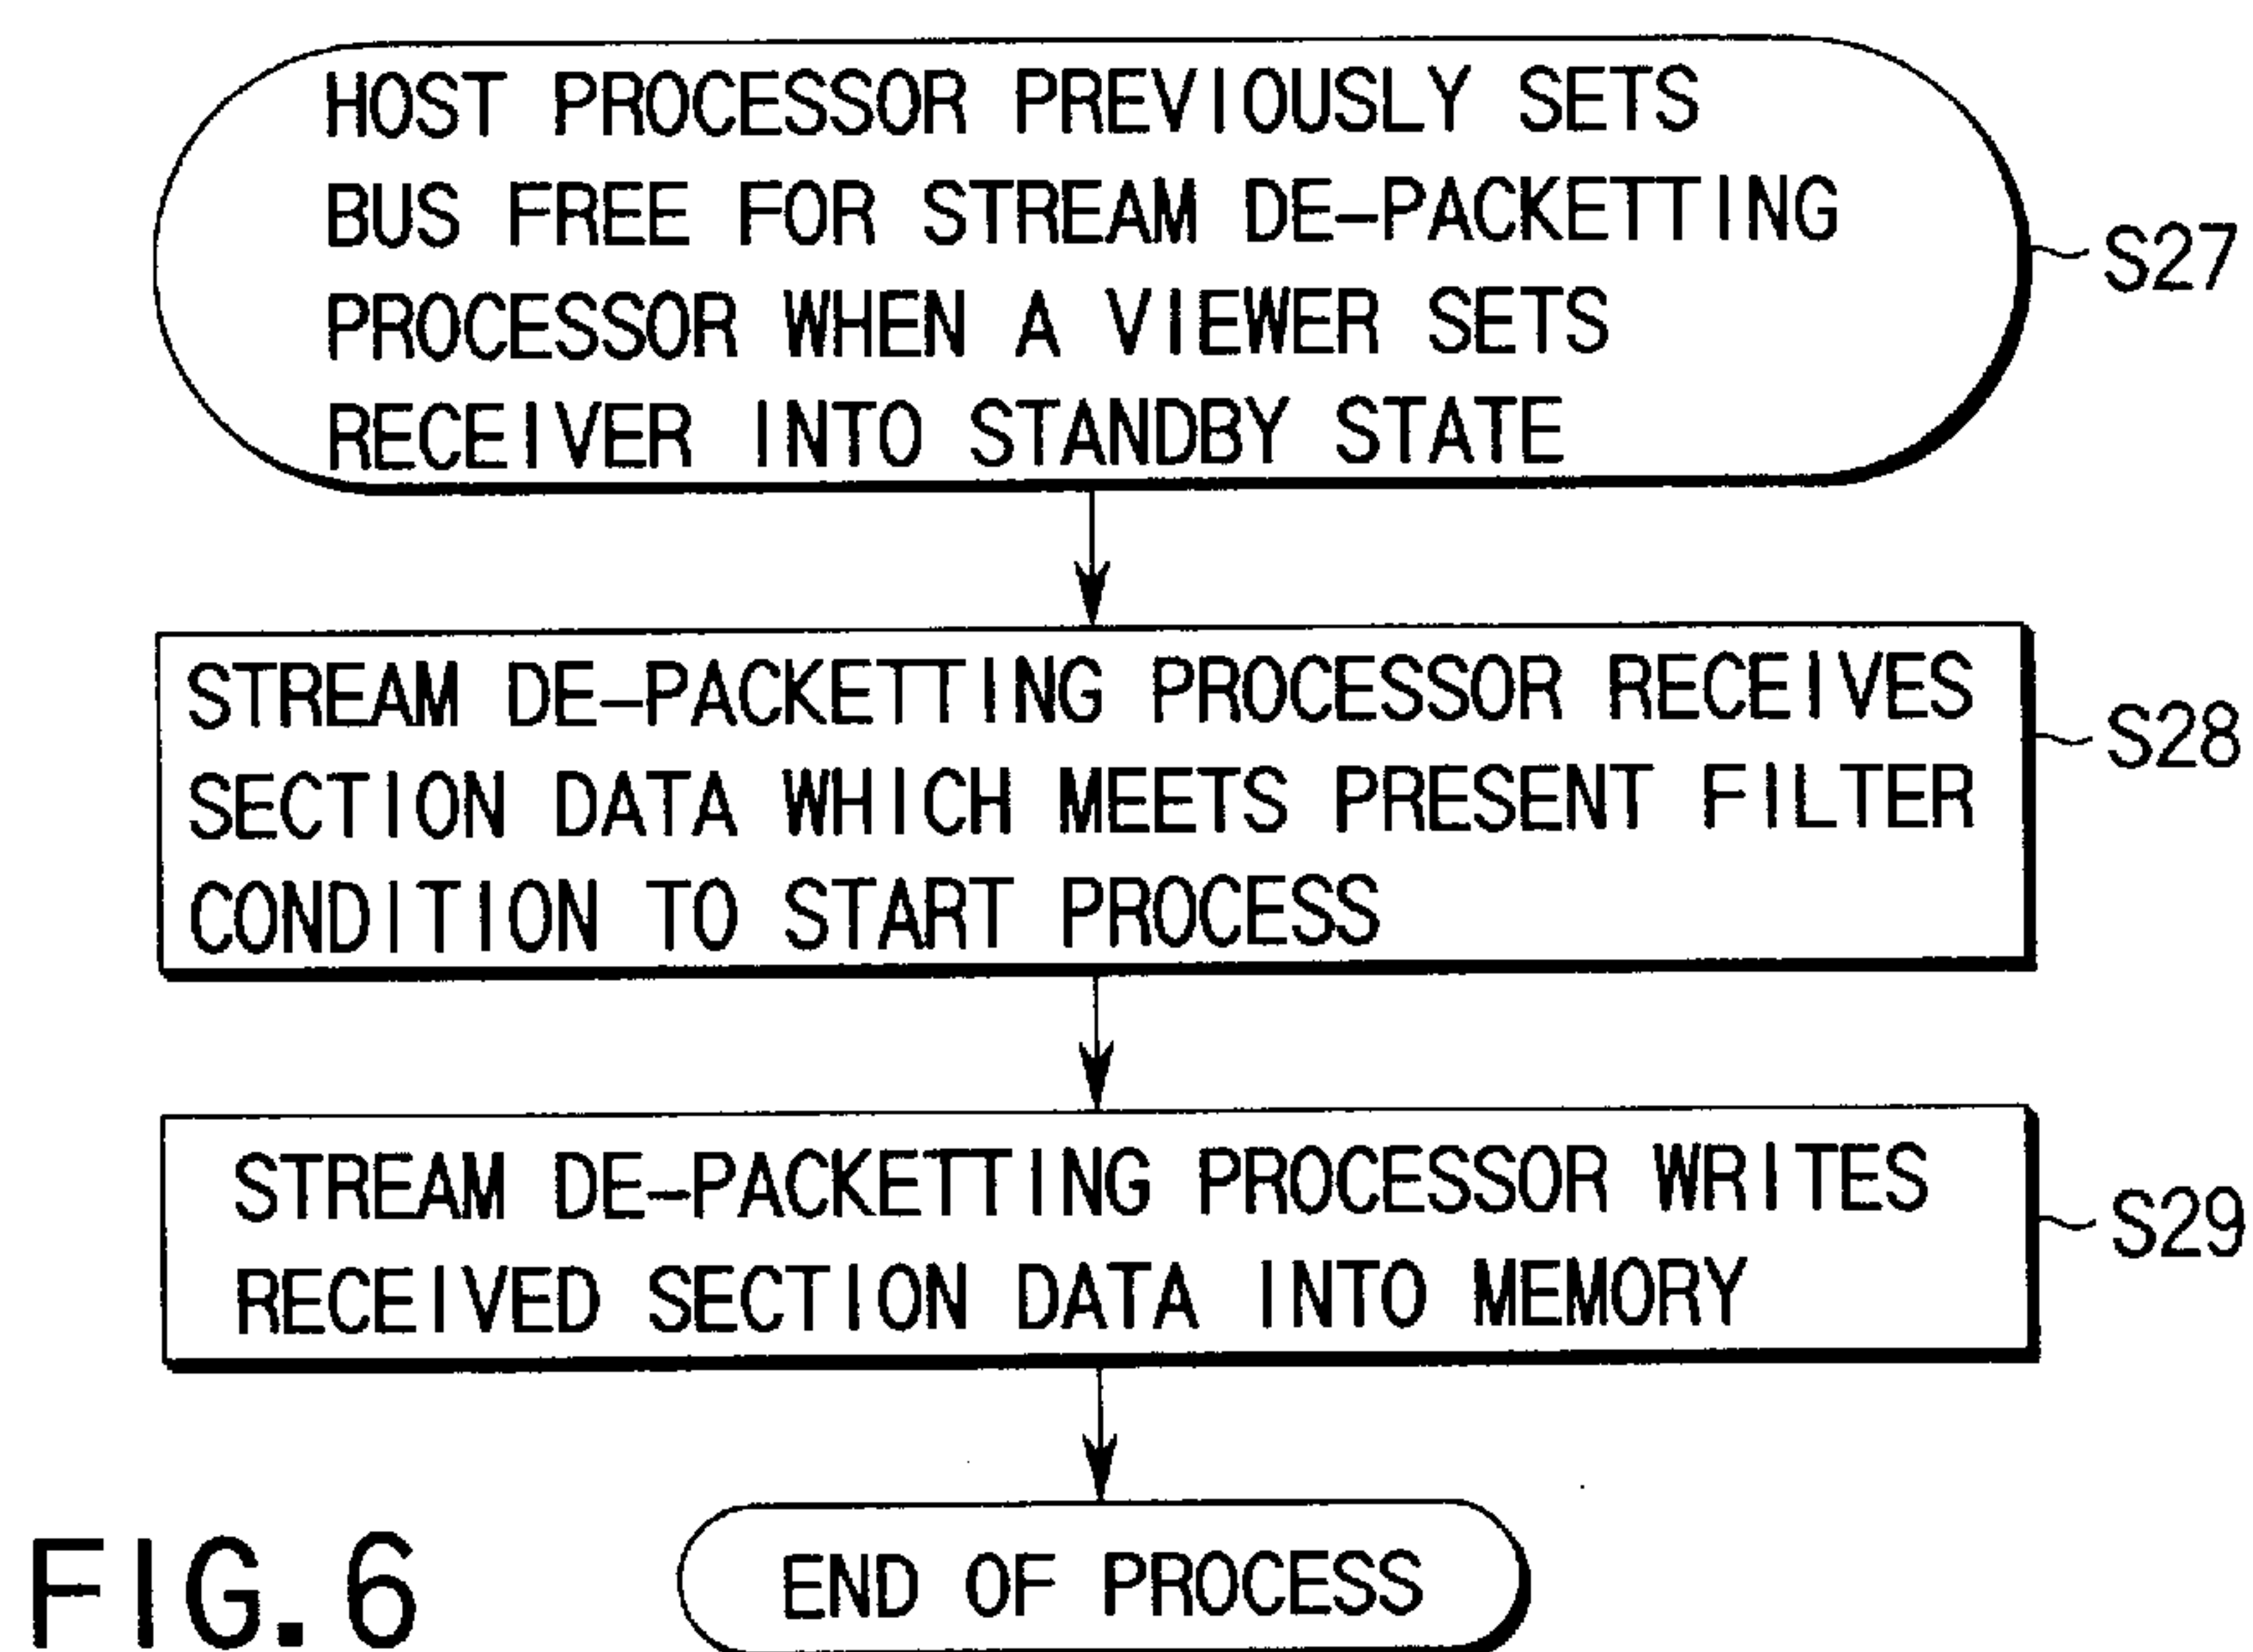 HOST PROCESSOR PREVIOUSLY SETS
BUS FREE FOR STREAM DE-PACKETTING
PROCESSOR WHEN A VIEWER SETS
RECEIVER INTO STANDBY STATE
S27
STREAM DE-PACKETTING PROCESSOR RECEIVES
SECTION DATA WHICH MEETS PRESENT FILTER
CONDITION TO START PROCESS
S28
STREAM DE-PACKETTING PROCESSOR WRITES
RECEIVED SECTION DATA INTO MEMORY
S29
END OF PROCESS
FIG. 6